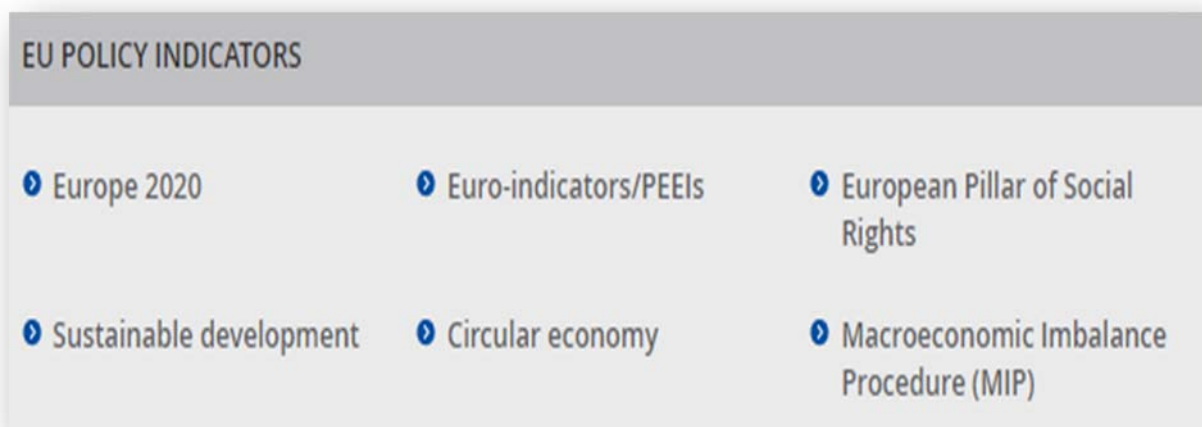 EU POLICY INDICATORS
Europe 2020
Euro-indicators/PEEIs
European Pillar of Social
Rights
Sustainable development
Circular economy
Macroeconomic Imbalance
Procedure (MIP)